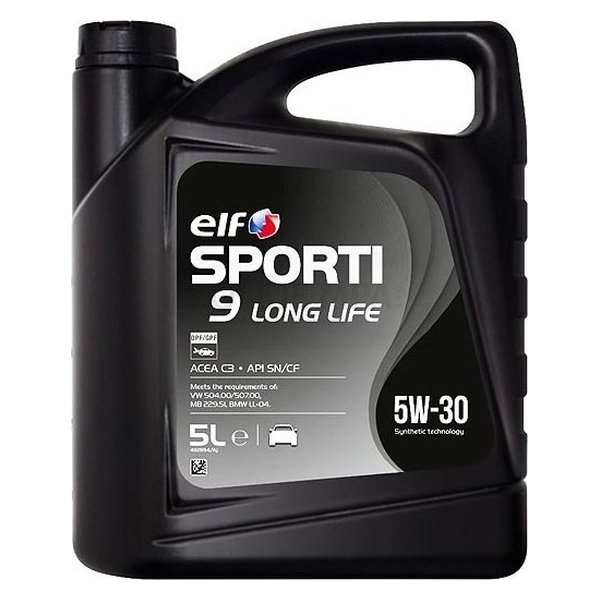 elf
SPORTI
9 LONG LIFE
DPF/GPF
ACEA C3 • API SN/CF
Meets the requirements of:
VW 504.00/507.00,
MB 229.51, BMW LL-04.
5W-30
Synthetic technology
5L e